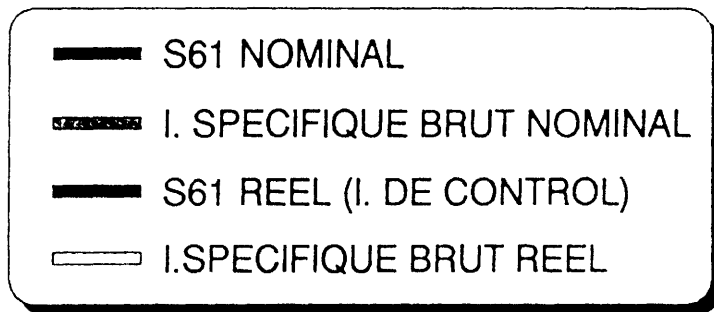 S61 NOMINAL
I. SPECIFIQUE BRUT NOMINAL
S61 REEL (I. DE CONTROL)
I.SPECIFIQUE BRUT REEL